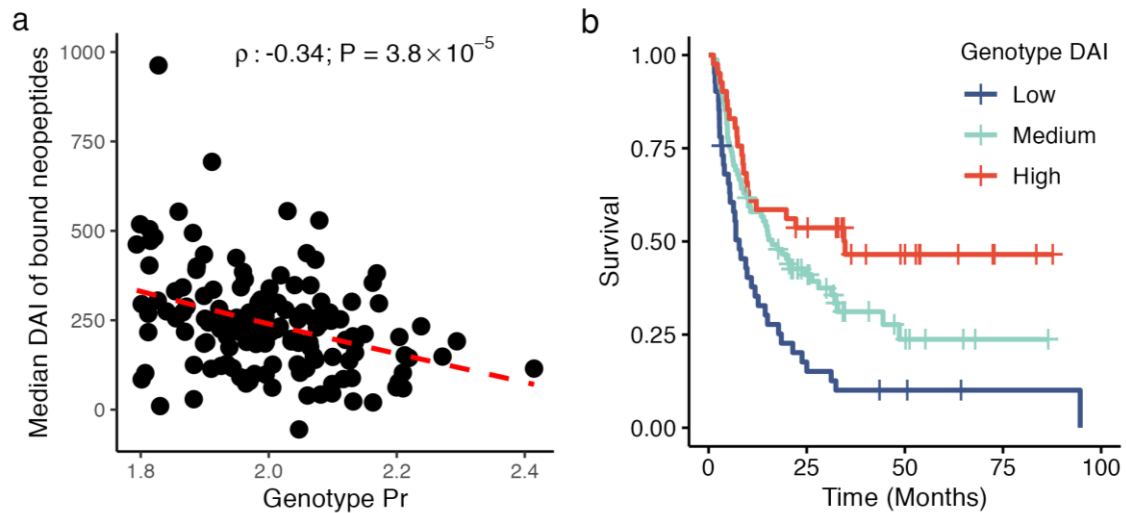 a
ρ : -0.34; P = 3.8 × 10⁻⁵
Median DAI of bound neopeptides
1000
750
500
250
0
1.8 2.0 2.2 2.4
Genotype Pr
b
Genotype DAI
Low
Medium
High
Survival
1.00
0.75
0.50
0.25
0.00
0 25 50 75 100
Time (Months)